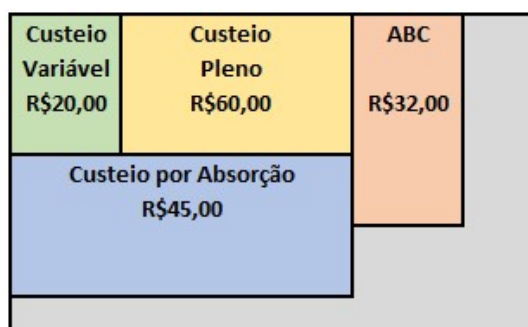 Custeio
Variável
R$20,00
Custeio
Pleno
R$60,00
ABC
R$32,00
Custeio por Absorção
R$45,00